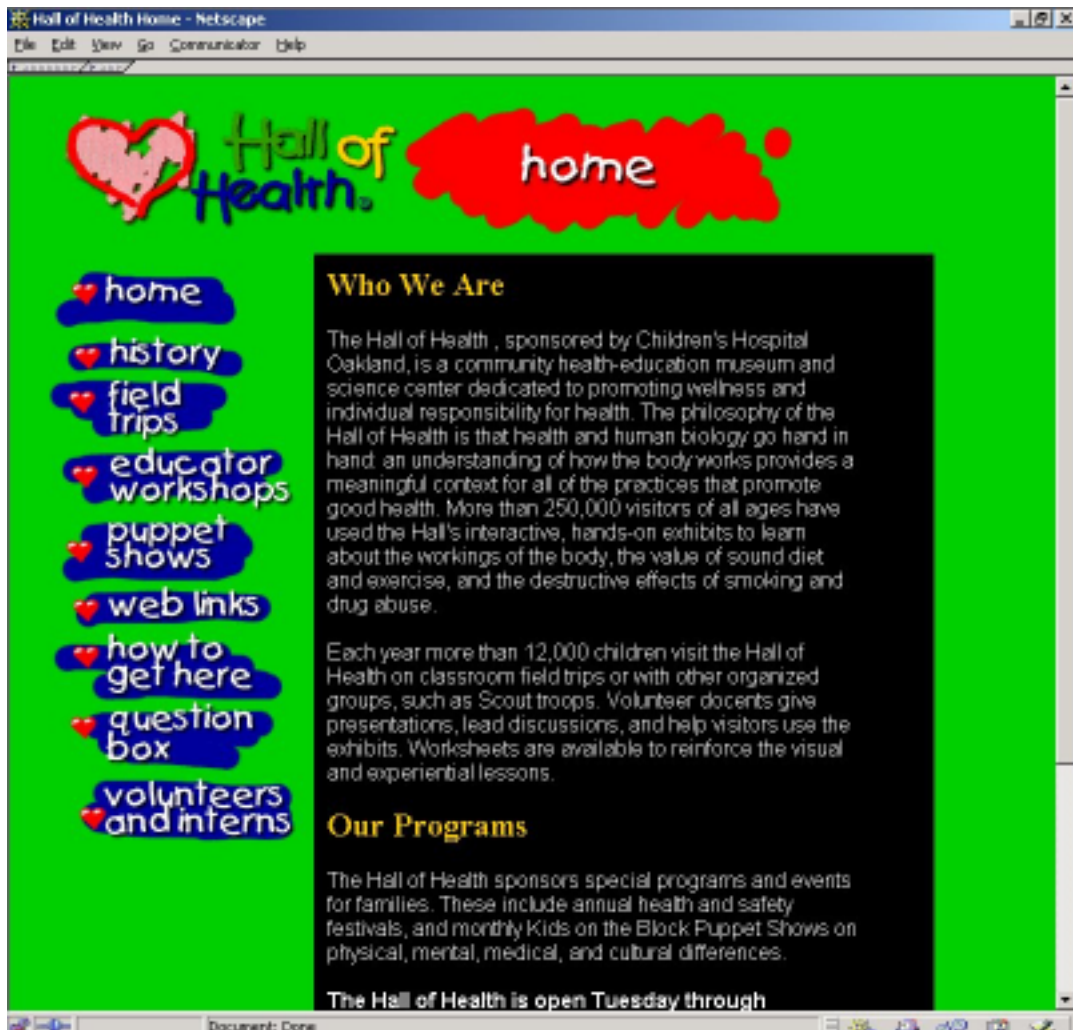 Hall of Health Home - Netscape
File Edit View Go Communicator Help
Hall of
Health
home
home
history
field
trips
educator
workshops
puppet
shows
web links
how to
get here
question
box
volunteers
and interns
Who We Are
The Hall of Health , sponsored by Children's Hospital
Oakland, is a community health-education museum and
science center dedicated to promoting wellness and
individual responsibility for health. The philosophy of the
Hall of Health is that health and human biology go hand in
hand: an understanding of how the body works provides a
meaningful context for all of the practices that promote
good health. More than 250,000 visitors of all ages have
used the Hall's interactive, hands-on exhibits to learn
about the workings of the body, the value of sound diet
and exercise, and the destructive effects of smoking and
drug abuse.
Each year more than 12,000 children visit the Hall of
Health on classroom field trips or with other organized
groups, such as Scout troops. Volunteer docents give
presentations, lead discussions, and help visitors use the
exhibits. Worksheets are available to reinforce the visual
and experiential lessons.
Our Programs
The Hall of Health sponsors special programs and events
for families. These include annual health and safety
festivals, and monthly Kids on the Block Puppet Shows on
physical, mental, medical, and cultural differences.
The Hall of Health is open Tuesday through
Document: Done